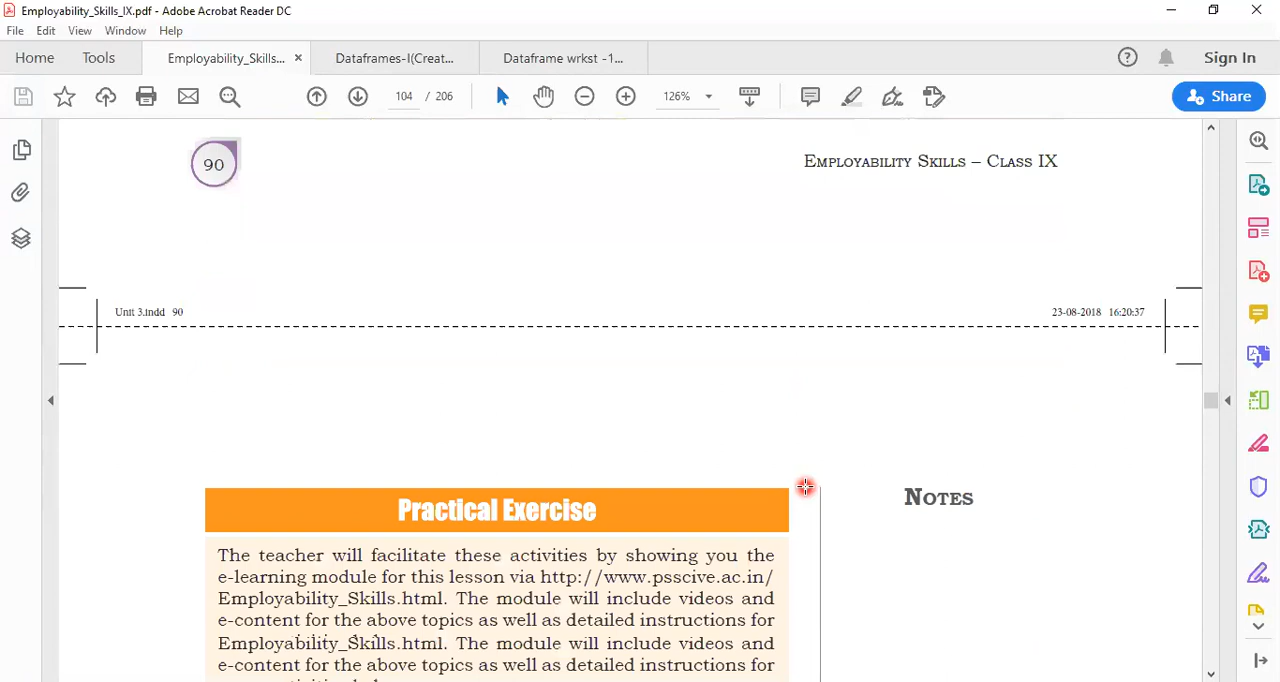 Employability_Skills_IX.pdf - Adobe Acrobat Reader DC
File Edit View Window Help
Home Tools Employability_Skills... × Dataframes-I(Creat... Dataframe wrkst -1... Sign In
104 / 206 126% Share
90 EMPLOYABILITY SKILLS – CLASS IX
Unit 3.indd 90 23-08-2018 16:20:37
Practical Exercise
NOTES
The teacher will facilitate these activities by showing you the
e-learning module for this lesson via http://www.psscive.ac.in/
Employability_Skills.html. The module will include videos and
e-content for the above topics as well as detailed instructions for
Employability_Skills.html. The module will include videos and
e-content for the above topics as well as detailed instructions for